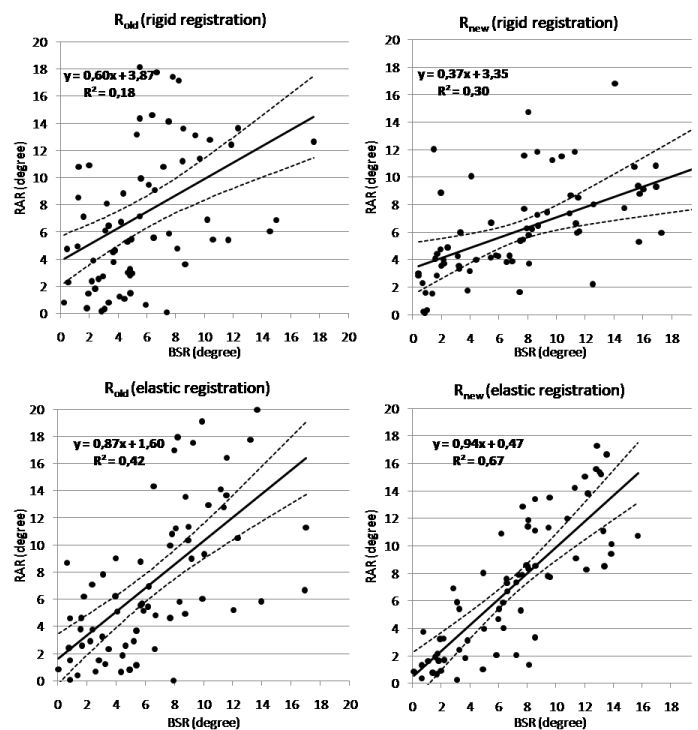 R_old (rigid registration)
20
18
16
14
12
10
8
6
4
2
0
RAR (degree)
y = 0,60x + 3,87
R² = 0,18
0 2 4 6 8 10 12 14 16 18 20
BSR (degree)
R_new (rigid registration)
20
18
16
14
12
10
8
6
4
2
0
RAR (degree)
y = 0,37x + 3,35
R² = 0,30
0 2 4 6 8 10 12 14 16 18
BSR (degree)
R_old (elastic registration)
20
18
16
14
12
10
8
6
4
2
0
RAR (degree)
y = 0,87x + 1,60
R² = 0,42
0 2 4 6 8 10 12 14 16 18 20
BSR (degree)
R_new (elastic registration)
20
18
16
14
12
10
8
6
4
2
0
RAR (degree)
y = 0,94x + 0,47
R² = 0,67
0 2 4 6 8 10 12 14 16 18
BSR (degree)